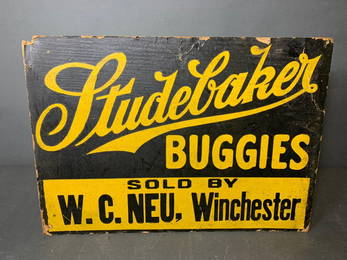 Studebaker
BUGGIES
SOLD BY
W. C. NEU, Winchester